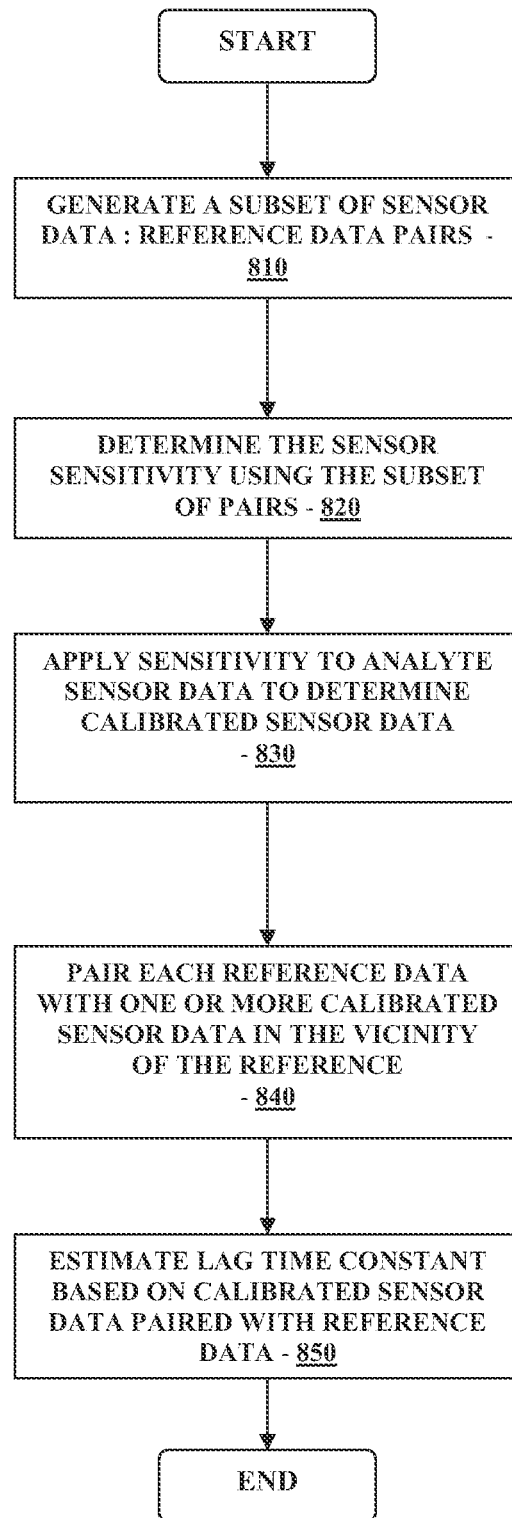 START
GENERATE A SUBSET OF SENSOR
DATA : REFERENCE DATA PAIRS -
810
DETERMINE THE SENSOR
SENSITIVITY USING THE SUBSET
OF PAIRS - 820
APPLY SENSITIVITY TO ANALYTE
SENSOR DATA TO DETERMINE
CALIBRATED SENSOR DATA
- 830
PAIR EACH REFERENCE DATA
WITH ONE OR MORE CALIBRATED
SENSOR DATA IN THE VICINITY
OF THE REFERENCE
- 840
ESTIMATE LAG TIME CONSTANT
BASED ON CALIBRATED SENSOR
DATA PAIRED WITH REFERENCE
DATA - 850
END